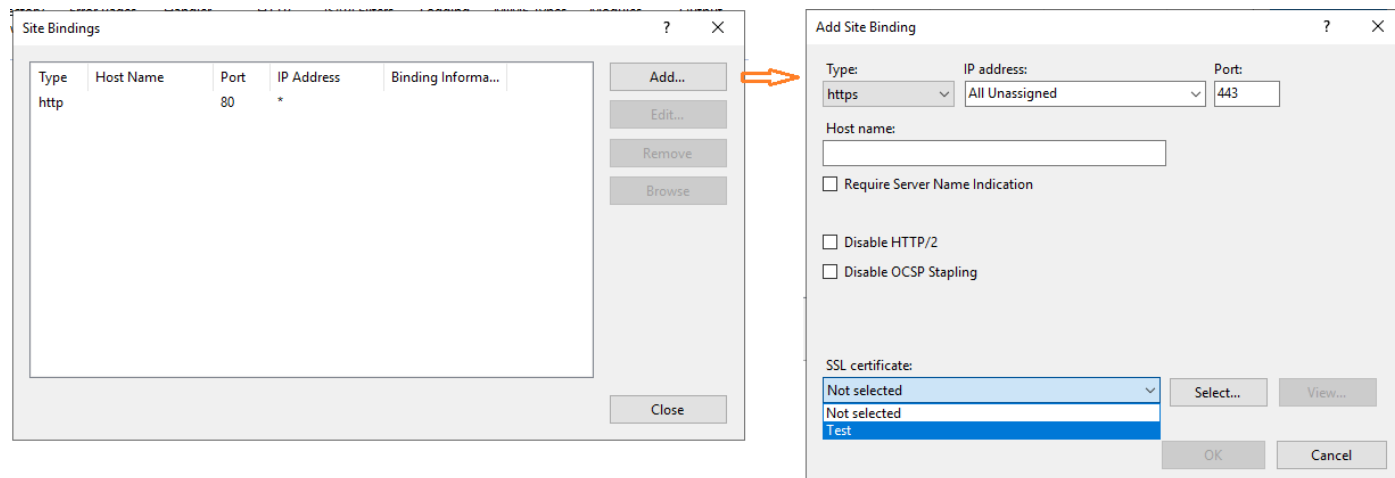 Site Bindings ? ×
Type Host Name Port IP Address Binding Informa...
http 80 *
Add...
Edit...
Remove
Browse
Close
Add Site Binding ? ×
Type: IP address: Port:
https All Unassigned 443
Host name:
Require Server Name Indication
Disable HTTP/2
Disable OCSP Stapling
SSL certificate:
Not selected Select... View...
Not selected
Test
OK Cancel